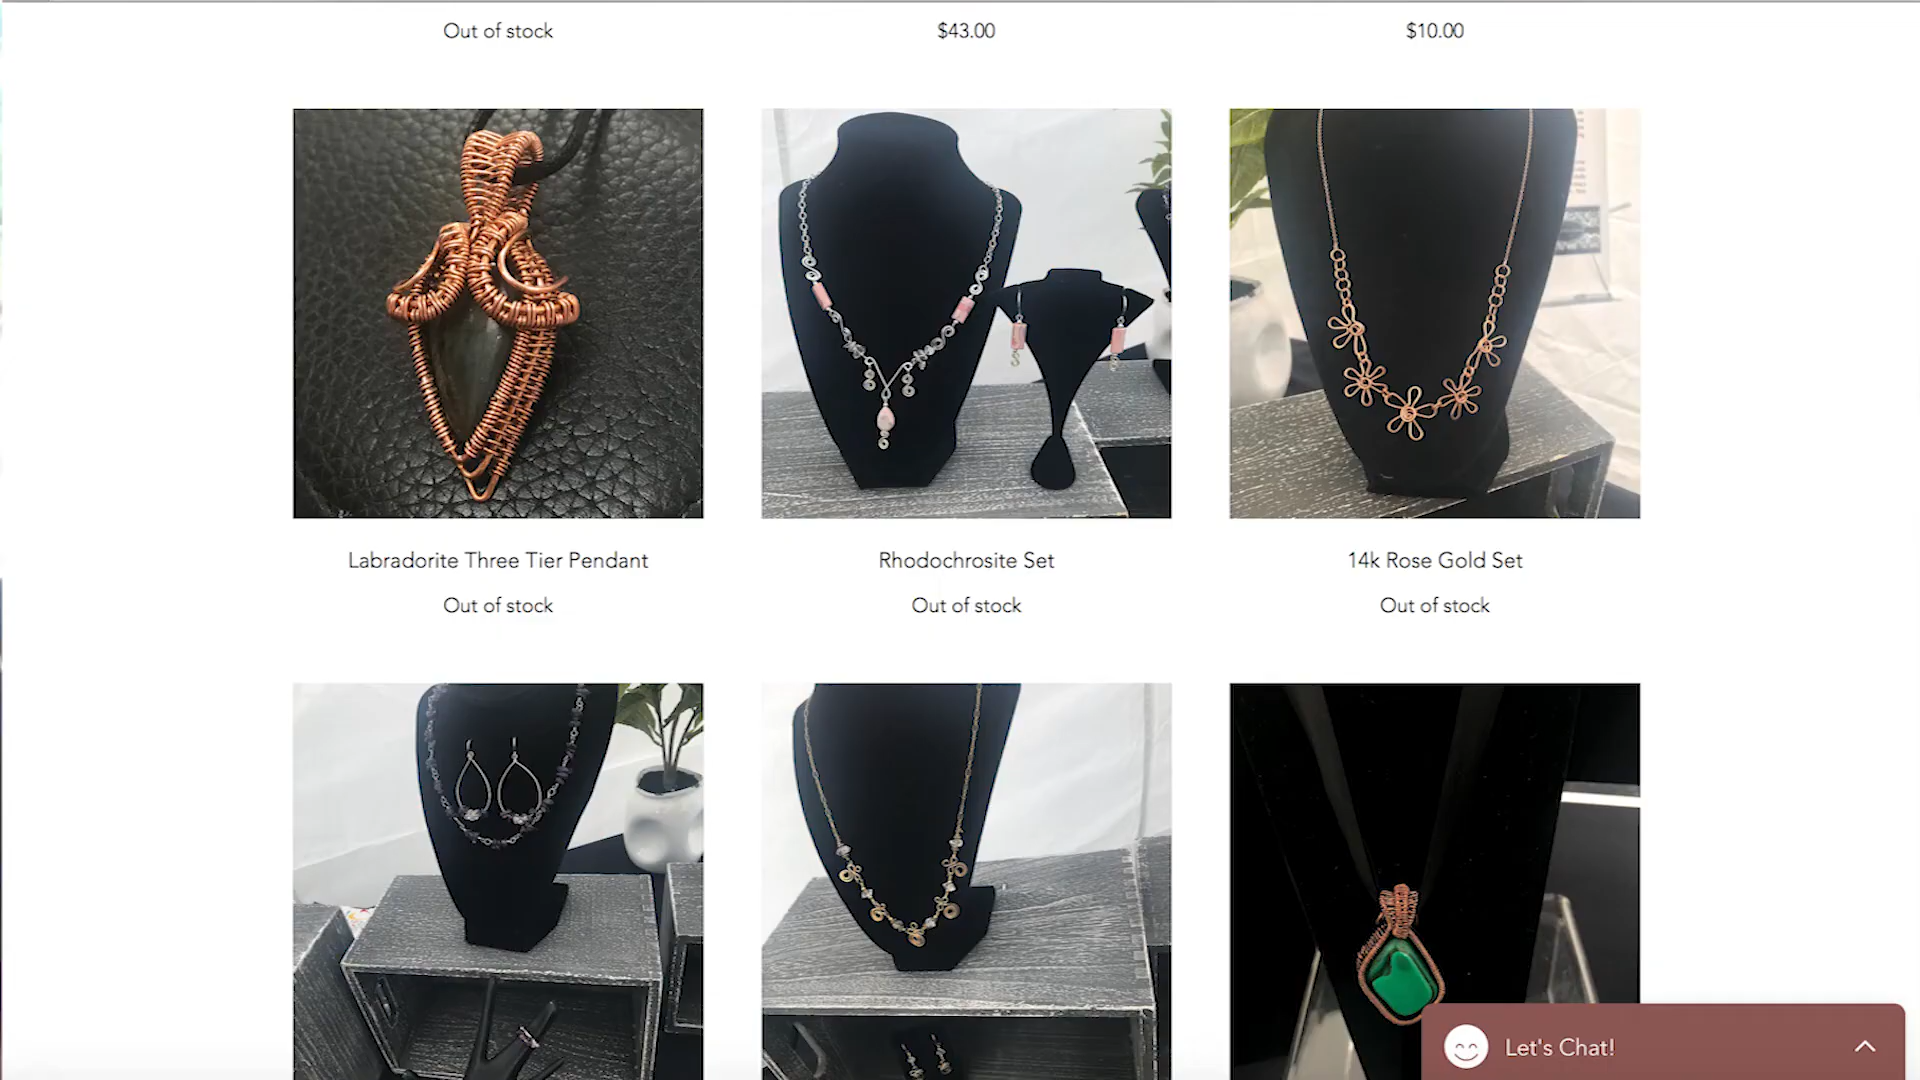 Out of stock
$43.00
$10.00
Labradorite Three Tier Pendant
Rhodochrosite Set
14k Rose Gold Set
Out of stock
Out of stock
Out of stock
Let's Chat!